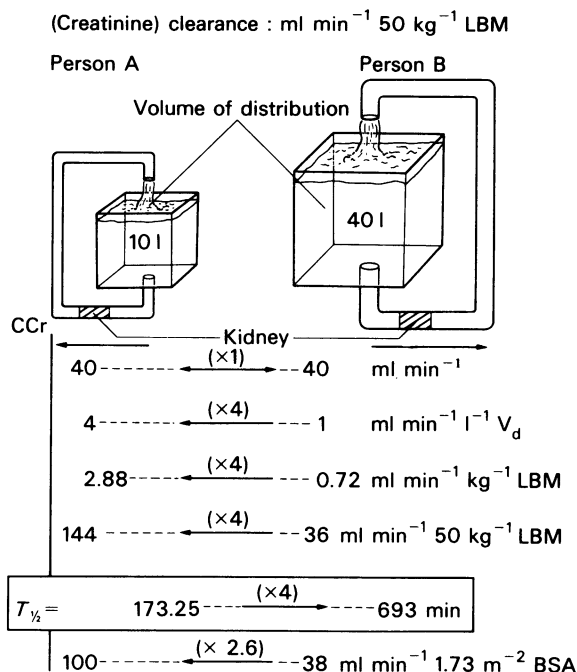 (Creatinine) clearance : ml min⁻¹ 50 kg⁻¹ LBM
Person A Person B
Volume of distribution
10 l 40 l
CCr Kidney
40 (×1) 40 ml min⁻¹
4 (×4) 1 ml min⁻¹ l⁻¹ V_d
2.88 (×4) 0.72 ml min⁻¹ kg⁻¹ LBM
144 (×4) 36 ml min⁻¹ 50 kg⁻¹ LBM
T½ = 173.25 (×4) 693 min
100 (× 2.6) 38 ml min⁻¹ 1.73 m⁻² BSA